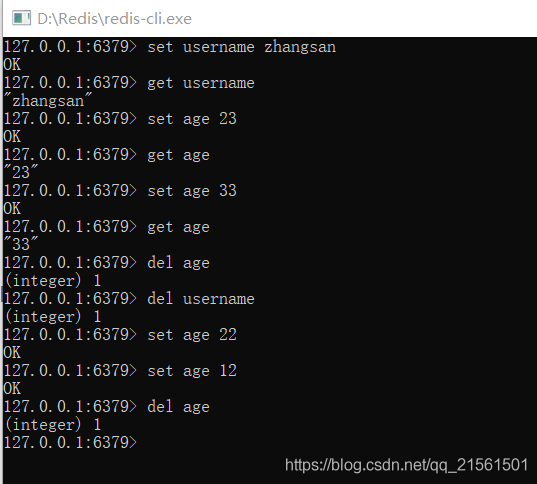 D:\Redis\redis-cli.exe
127.0.0.1:6379> set username zhangsan
OK
127.0.0.1:6379> get username
"zhangsan"
127.0.0.1:6379> set age 23
OK
127.0.0.1:6379> get age
"23"
127.0.0.1:6379> set age 33
OK
127.0.0.1:6379> get age
"33"
127.0.0.1:6379> del age
(integer) 1
127.0.0.1:6379> del username
(integer) 1
127.0.0.1:6379> set age 22
OK
127.0.0.1:6379> set age 12
OK
127.0.0.1:6379> del age
(integer) 1
127.0.0.1:6379>
https://blog.csdn.net/qq_21561501